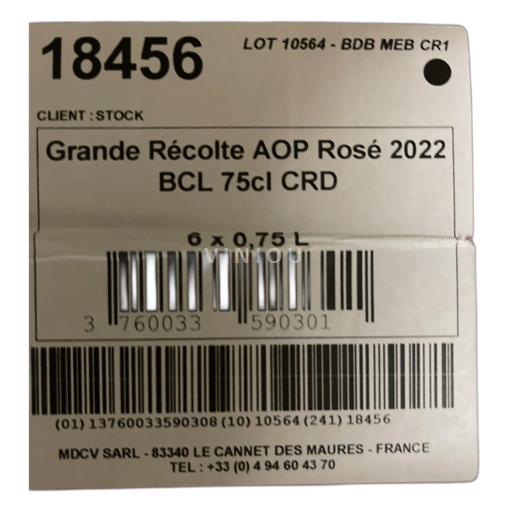 18456
LOT 10564 - BDB MEB CR1
CLIENT : STOCK
Grande Récolte AOP Rosé 2022
BCL 75cl CRD
6 x 0,75 L
VINIOU
3 760033 590301
(01) 13760033590308 (10) 10564 (241) 18456
MDCV SARL - 83340 LE CANNET DES MAURES - FRANCE
TEL : +33 (0) 4 94 60 43 70